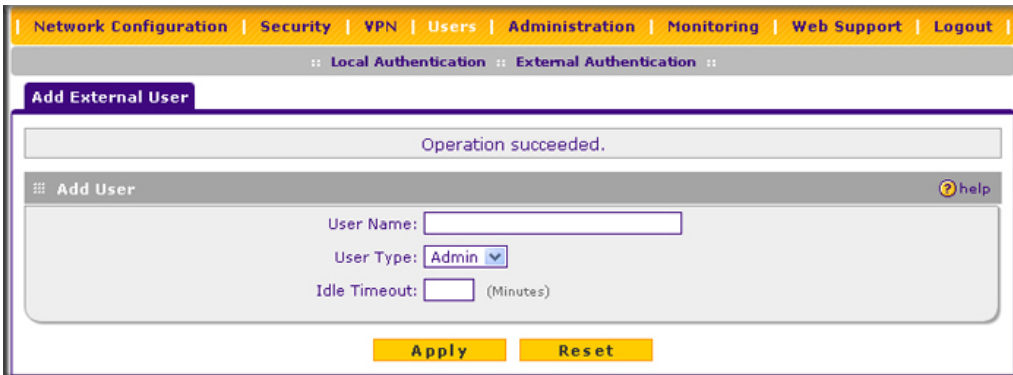 | Network Configuration | Security | VPN | Users | Administration | Monitoring | Web Support | Logout |
:: Local Authentication :: External Authentication ::
Add External User
Operation succeeded.
Add User
? help
User Name:
User Type: Admin
Idle Timeout: (Minutes)
Apply Reset